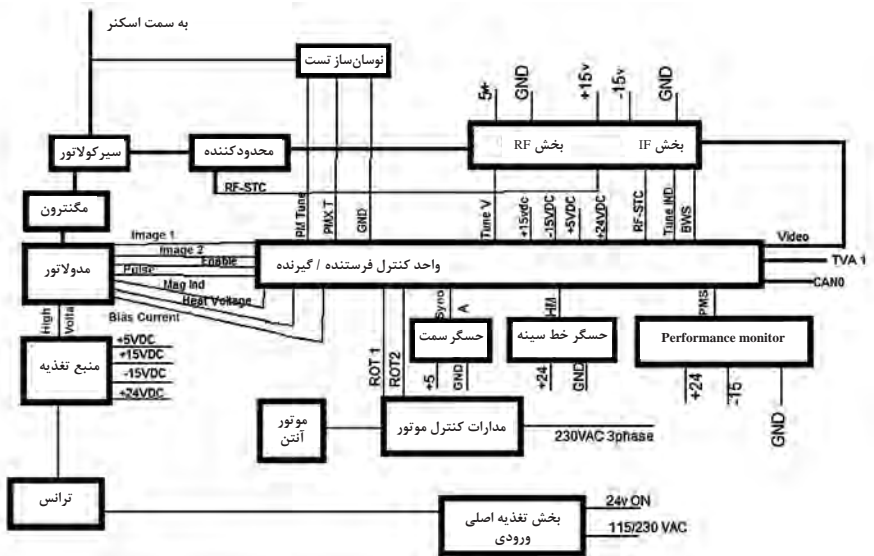 به سمت اسکنر
نوسان‌ساز تست
5+
GND
+15v
-15v
GND
سیرکولاتور
محدودکننده
بخش RF
بخش IF
RF-STC
مگنترون
PM Tune
PMX T
GND
Tune V
+15vdc
-15VDC
+5VDC
+24VDC
RF-STC
Tune IND
BWS
مدولاتور
Image 1
Image 2
Enable
Pulse
Mag Ind
Heat Voltage
Bias Current
واحد کنترل فرستنده / گیرنده
Video
TVA 1
CAN0
High
Volta
منبع تغذیه
+5VDC
+15VDC
-15VDC
+24VDC
ROT 1
ROT2
Sync
A
HM
PMS
حسگر سمت
حسگر خط سینه
Performance monitor
+5
GND
+24
GND
+24
-15
GND
موتور
آنتن
مدارات کنترل موتور
230VAC 3phase
ترانس
بخش تغذیه اصلی
ورودی
24v ON
115/230 VAC